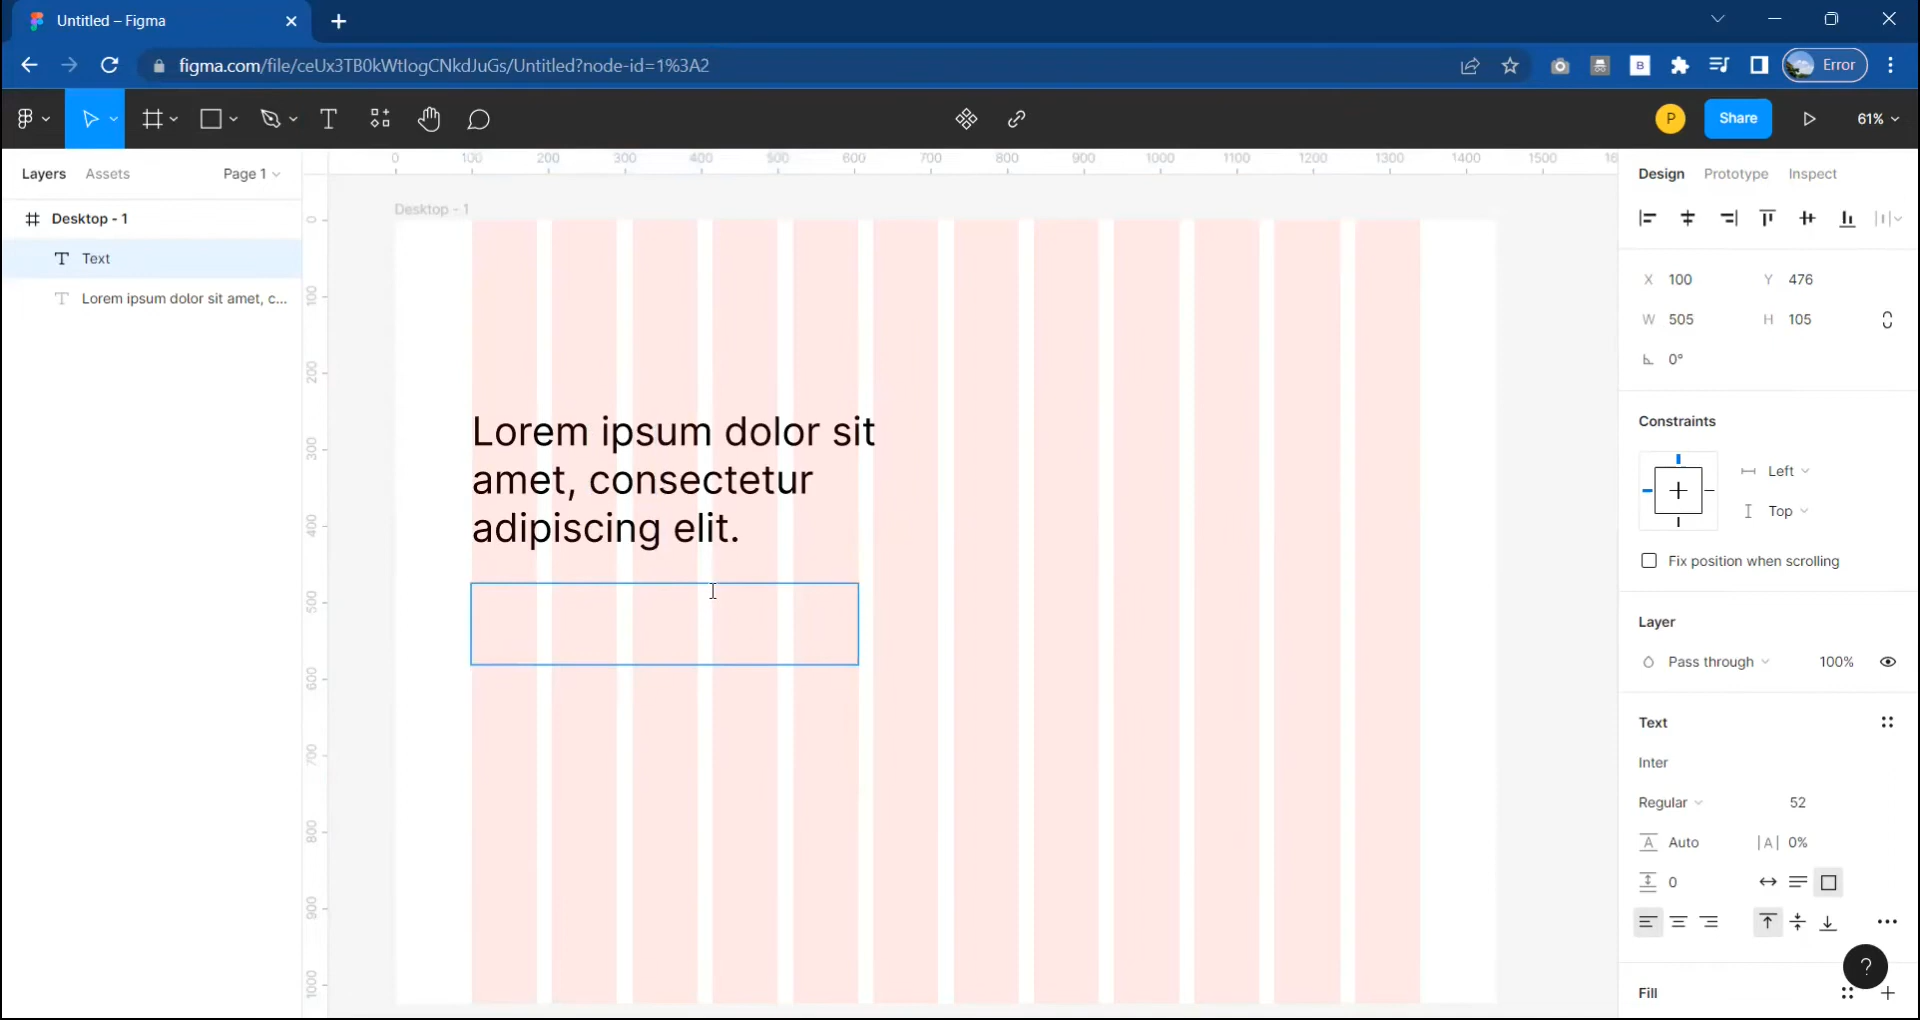 Untitled – Figma
figma.com/file/ceUx3TB0kWtlogCNkdJuGs/Untitled?node-id=1%3A2
B
Error
T
P
Share
61%
Layers Assets Page 1
Desktop - 1
Text
Lorem ipsum dolor sit amet, c...
0 100 200 300 400 500 600 700 800 900 1000 1100 1200 1300 1400 1500
0
100
200
300
400
500
600
700
800
900
1000
Desktop - 1
Lorem ipsum dolor sit
amet, consectetur
adipiscing elit.
Design Prototype Inspect
X 100 Y 476
W 505 H 105
0°
Constraints
Left
Top
Fix position when scrolling
Layer
Pass through 100%
Text
Inter
Regular 52
A Auto |A| 0%
0
?
Fill